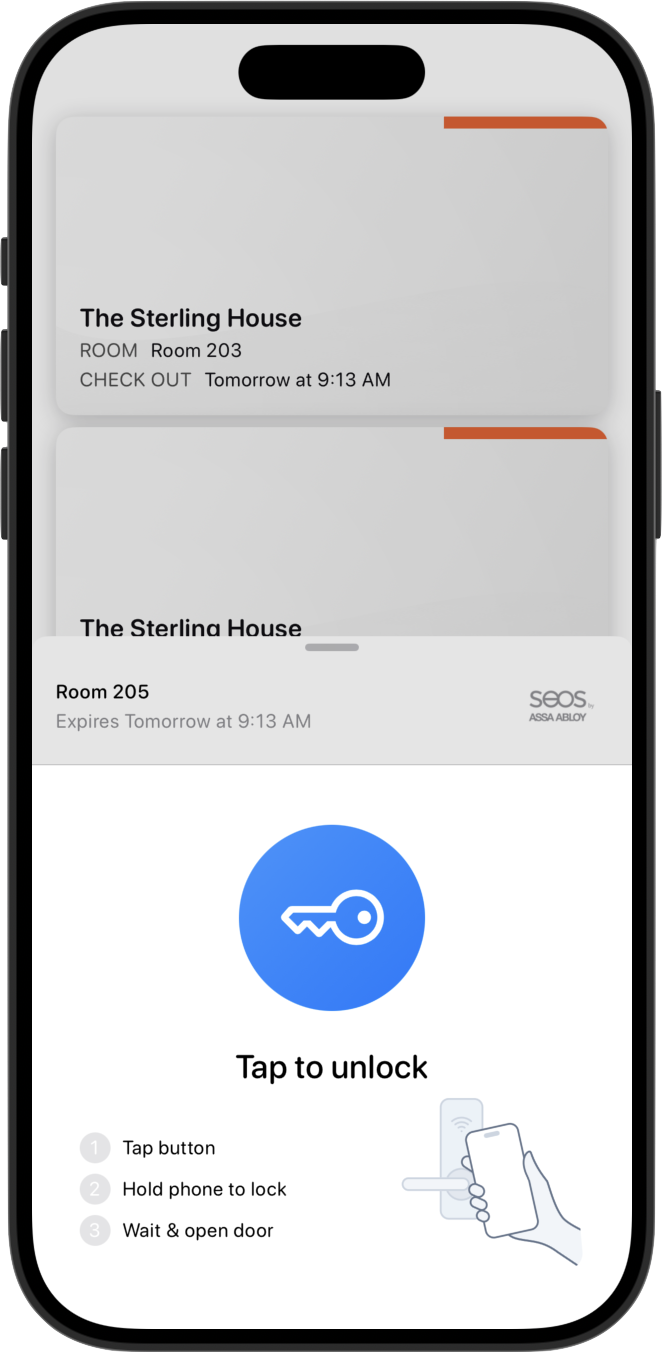 The Sterling House
ROOM Room 203
CHECK OUT Tomorrow at 9:13 AM
The Sterling House
Room 205
Expires Tomorrow at 9:13 AM
SEOS by
ASSA ABLOY
Tap to unlock
1 Tap button
2 Hold phone to lock
3 Wait & open door